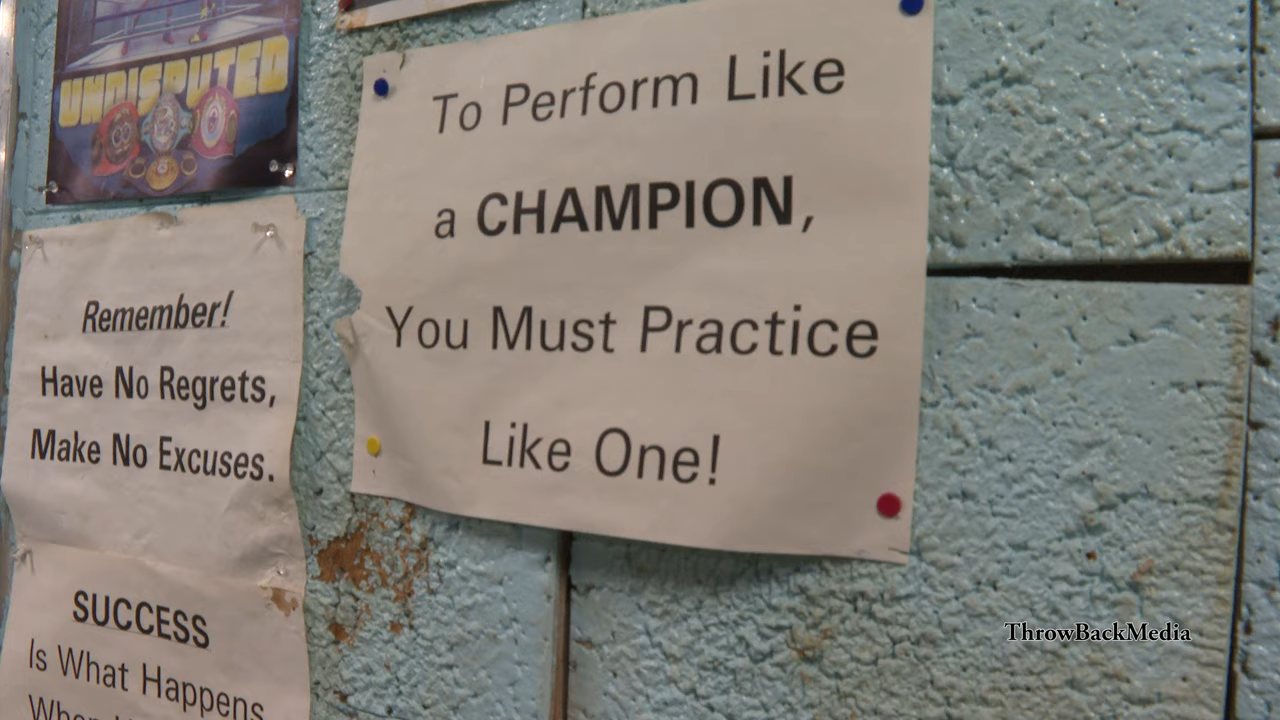 UNDISPUTED
To Perform Like
a CHAMPION,
You Must Practice
Like One!
Remember!
Have No Regrets,
Make No Excuses.
SUCCESS
Is What Happens
ThrowBackMedia